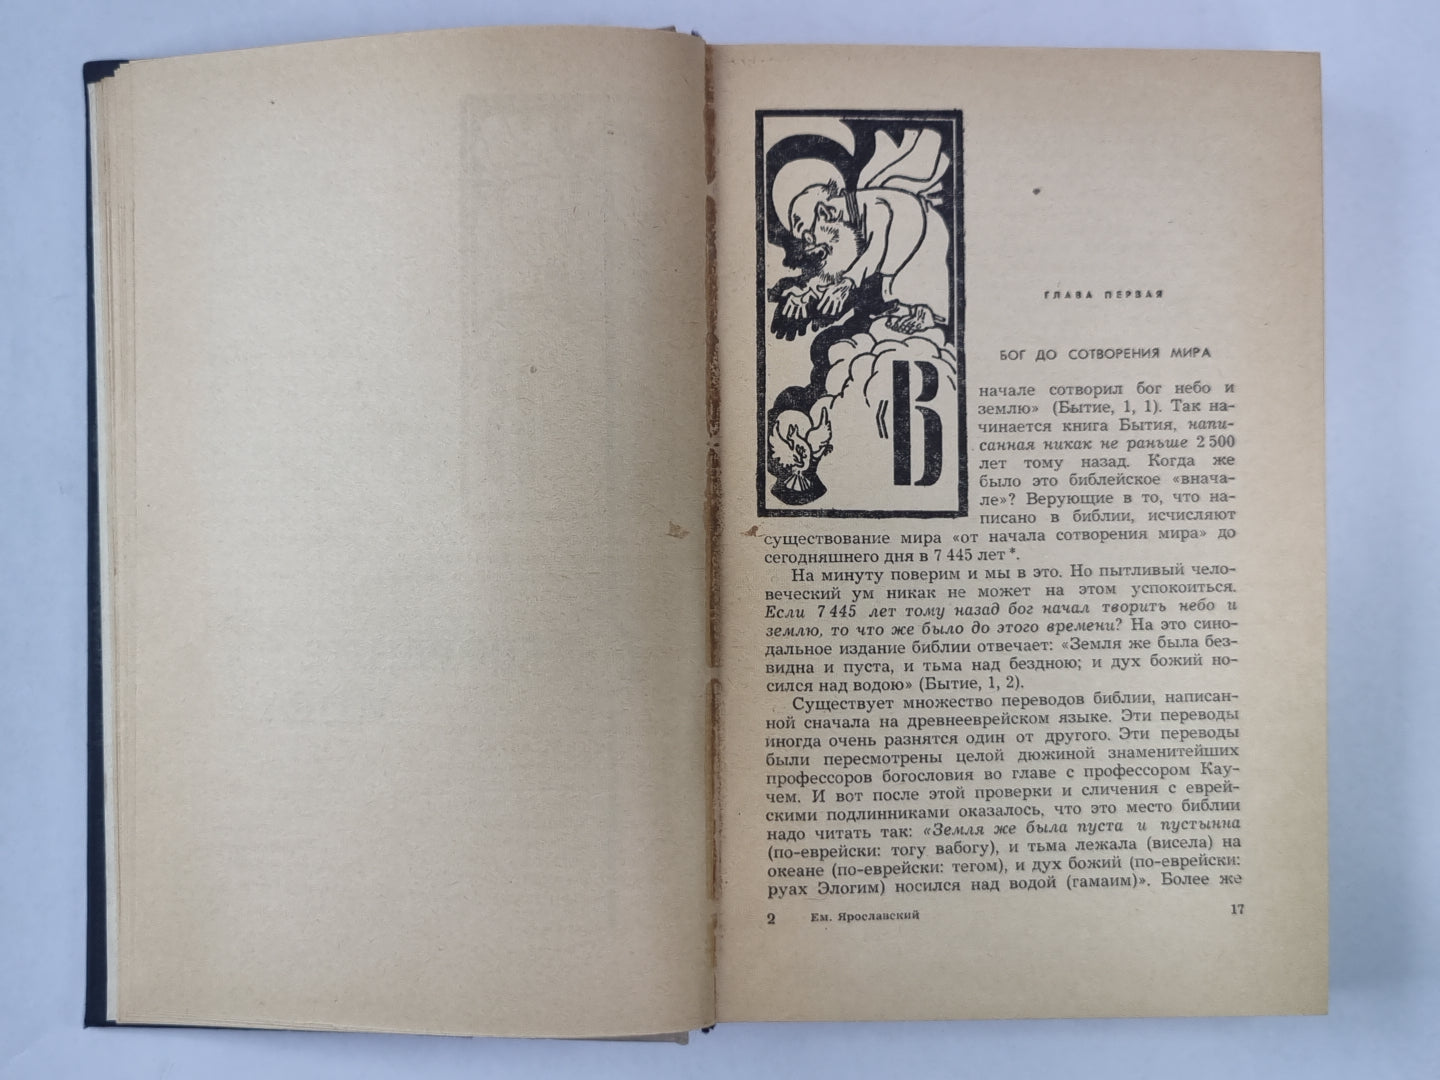 ГЛАВА ПЕРВАЯ
БОГ ДО СОТВОРЕНИЯ МИРА
«В
начале сотворил бог небо и
землю» (Бытие, 1, 1). Так на-
чинается книга Бытия, напи-
санная никак не раньше 2 500
лет тому назад. Когда же
было это библейское «внача-
ле»? Верующие в то, что на-
писано в библии, исчисляют
существование мира «от начала сотворения мира» до
сегодняшнего дня в 7 445 лет *.
На минуту поверим и мы в это. Но пытливый чело-
веческий ум никак не может на этом успокоиться.
Если 7 445 лет тому назад бог начал творить небо и
землю, то что же было до этого времени? На это сино-
дальное издание библии отвечает: «Земля же была без-
видна и пуста, и тьма над бездною; и дух божий но-
сился над водою» (Бытие, 1, 2).
Существует множество переводов библии, написан-
ной сначала на древнееврейском языке. Эти переводы
иногда очень разнятся один от другого. Эти переводы
были пересмотрены целой дюжиной знаменитейших
профессоров богословия во главе с профессором Кау-
чем. И вот после этой проверки и сличения с еврей-
скими подлинниками оказалось, что это место библии
надо читать так: «Земля же была пуста и пустынна
(по-еврейски: тогу вабогу), и тьма лежала (висела) на
океане (по-еврейски: тегом), и дух божий (по-еврейски:
руах Элогим) носился над водой (гамаим)». Более же
2 Ем. Ярославский
17